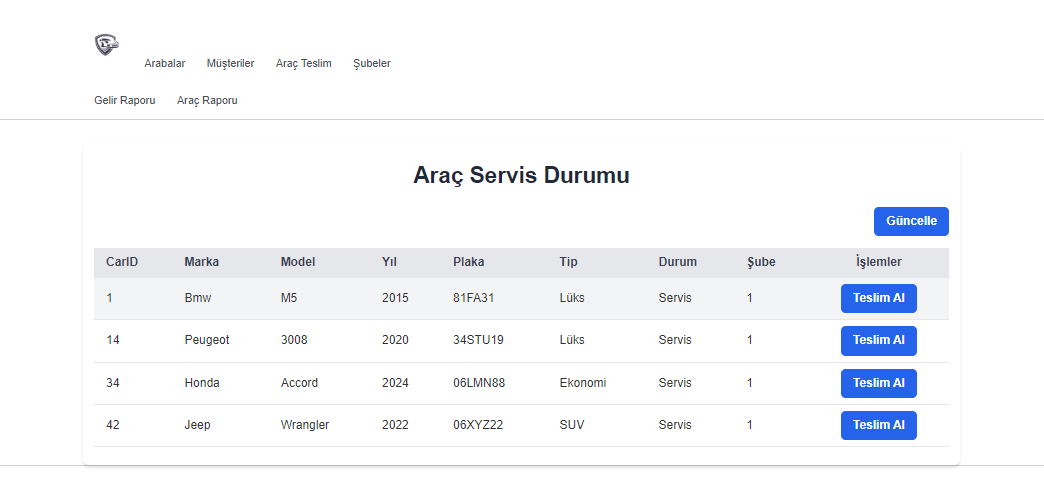 Arabalar Müşteriler Araç Teslim Şubeler
Gelir Raporu Araç Raporu
Araç Servis Durumu
Güncelle
CarID Marka Model Yıl Plaka Tip Durum Şube İşlemler
1 Bmw M5 2015 81FA31 Lüks Servis 1 Teslim Al
14 Peugeot 3008 2020 34STU19 Lüks Servis 1 Teslim Al
34 Honda Accord 2024 06LMN88 Ekonomi Servis 1 Teslim Al
42 Jeep Wrangler 2022 06XYZ22 SUV Servis 1 Teslim Al